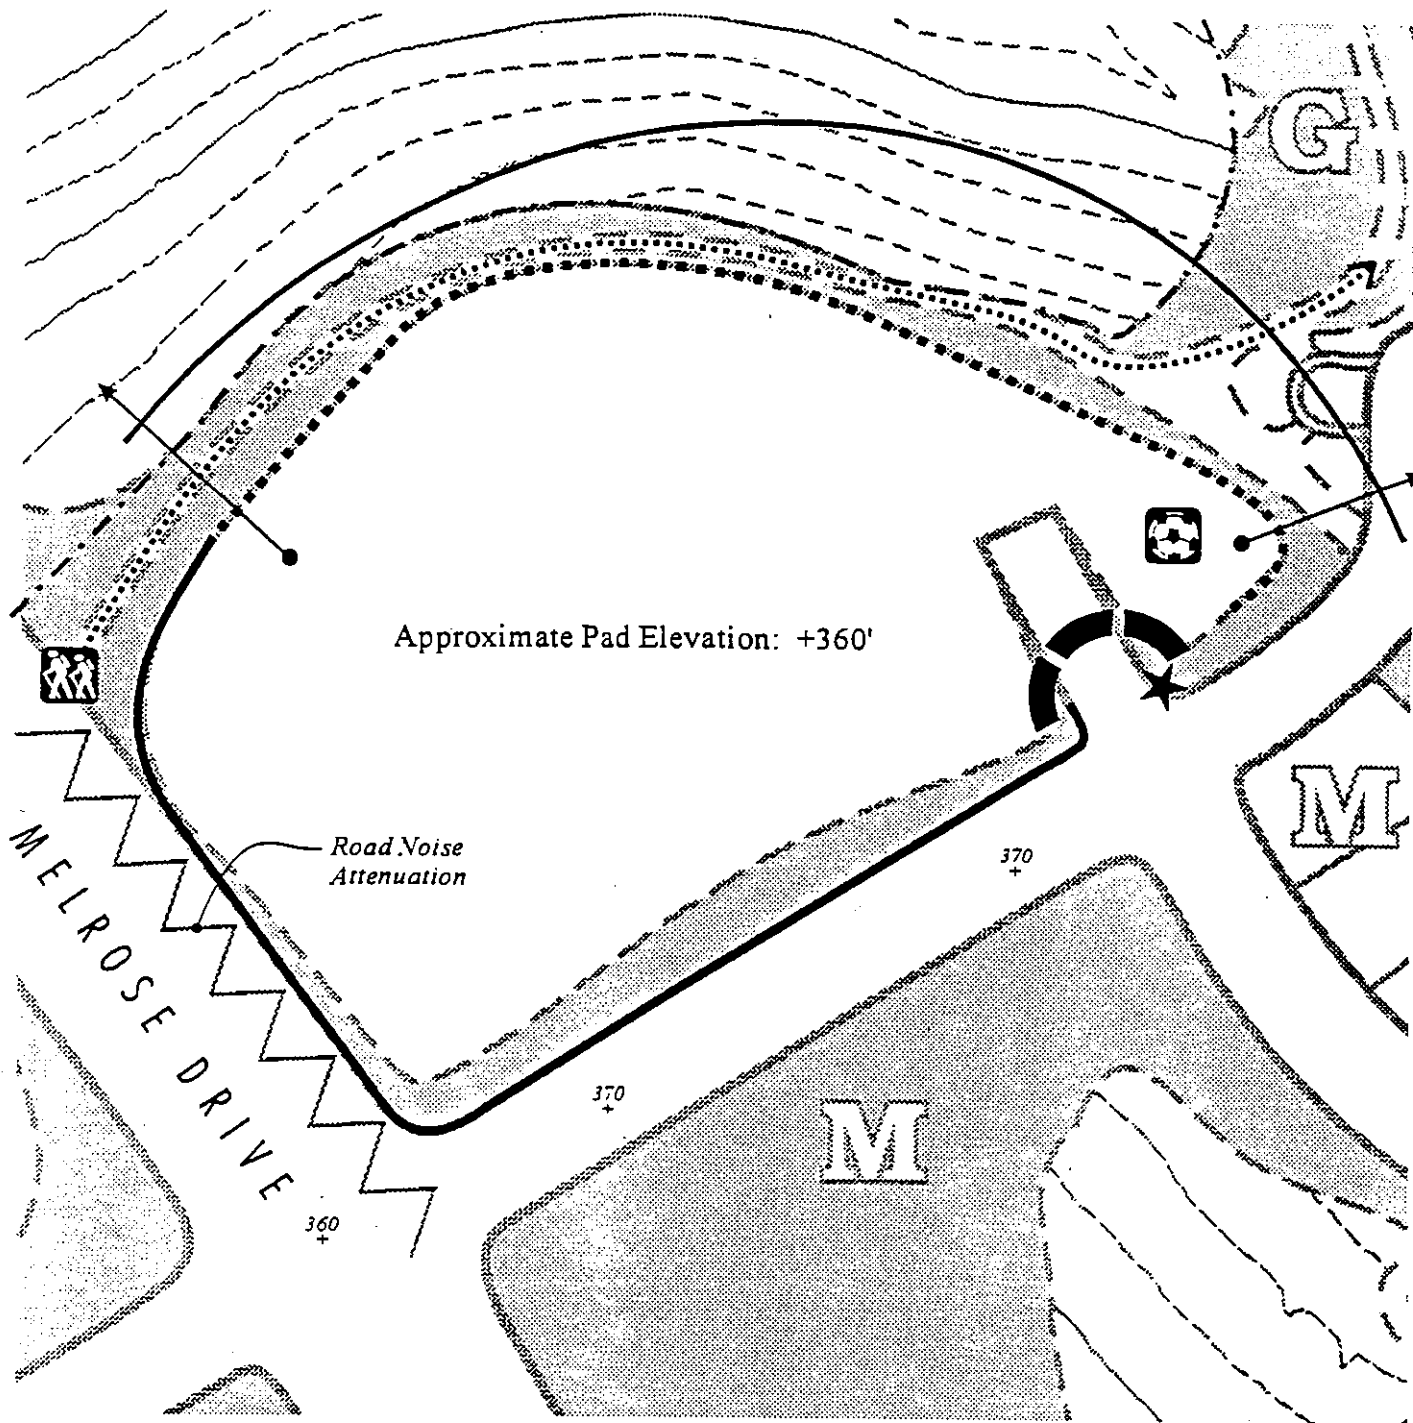 G
Approximate Pad Elevation: +360'
M
Road Noise
Attenuation
370
MELROSE DRIVE
370
M
360